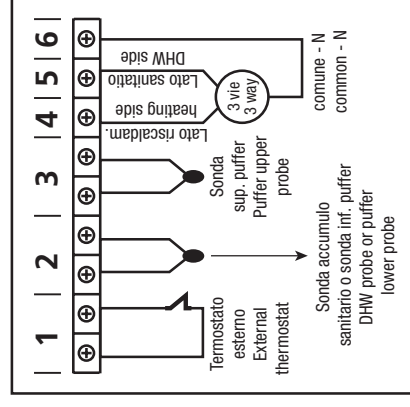 1 2 3 4 5 6
Termostato
esterno
External
thermostat
Sonda accumulo
sanitario o sonda inf. puffer
DHW probe or puffer
lower probe
Sonda
sup. puffer
Puffer upper
probe
Lato riscaldam.
heating side
Lato sanitatio
DHW side
3 vie
3 way
comune - N
common - N